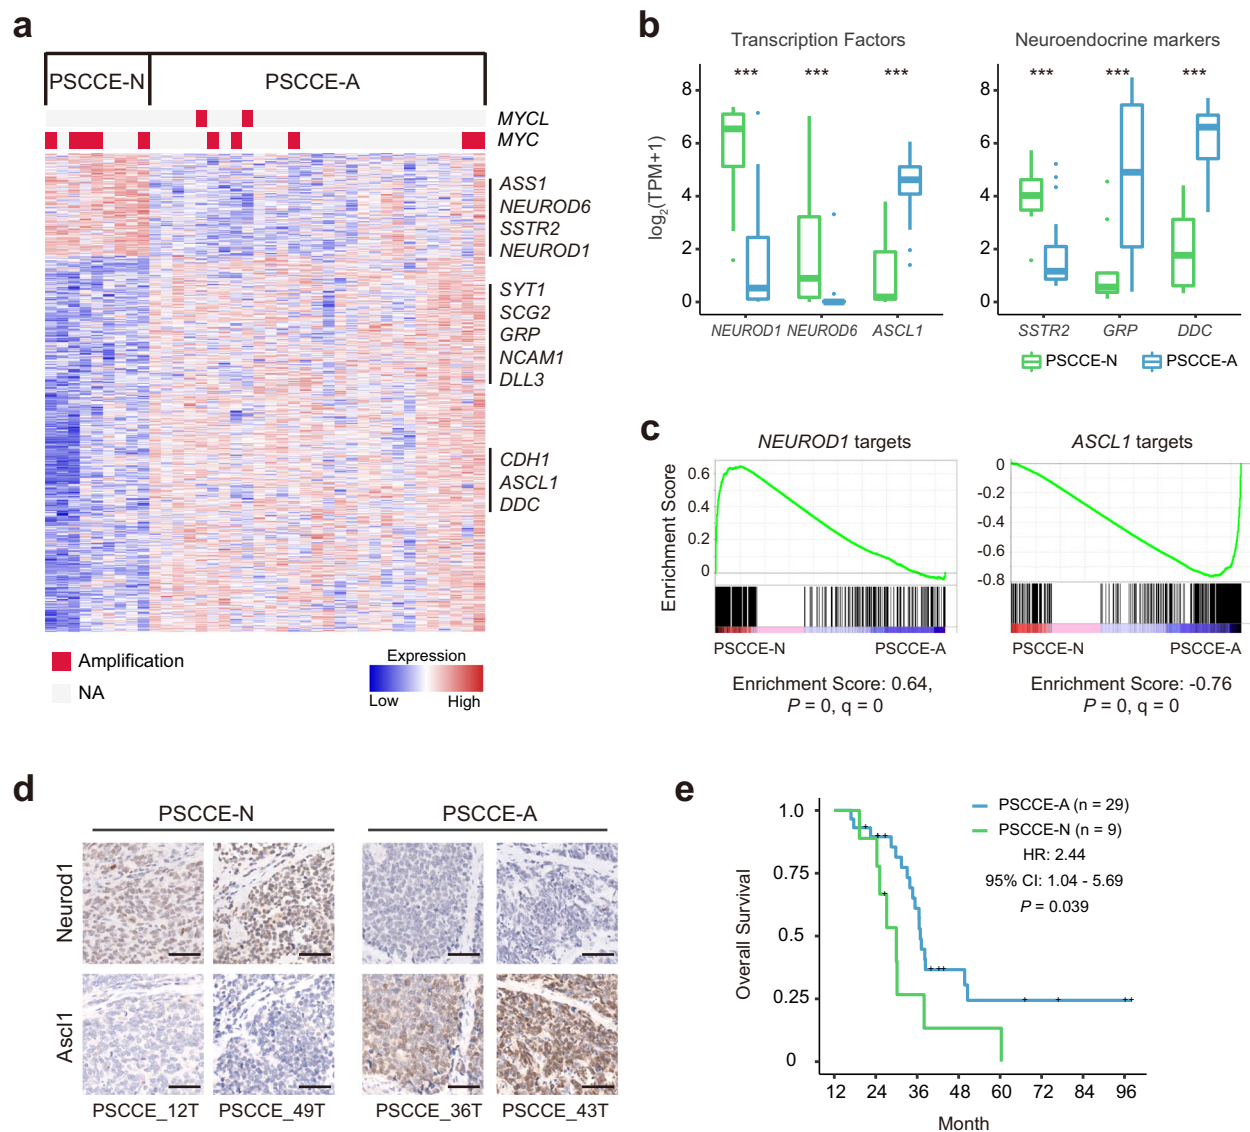 a
PSCCE-N
PSCCE-A
MYCL
MYC
ASS1
NEUROD6
SSTR2
NEUROD1
SYT1
SCG2
GRP
NCAM1
DLL3
CDH1
ASCL1
DDC
Amplification
NA
Expression
Low High
b
Transcription Factors
*** *** ***
log2(TPM+1)
8
6
4
2
0
NEUROD1 NEUROD6 ASCL1
Neuroendocrine markers
*** *** ***
8
6
4
2
0
SSTR2 GRP DDC
PSCCE-N PSCCE-A
c
NEUROD1 targets
Enrichment Score
0.6
0.4
0.2
0
PSCCE-N PSCCE-A
Enrichment Score: 0.64,
P = 0, q = 0
ASCL1 targets
0
-0.2
-0.4
-0.6
-0.8
PSCCE-N PSCCE-A
Enrichment Score: -0.76
P = 0, q = 0
d
PSCCE-N PSCCE-A
Neurod1
Ascl1
PSCCE_12T PSCCE_49T PSCCE_36T PSCCE_43T
e
PSCCE-A (n = 29)
PSCCE-N (n = 9)
HR: 2.44
95% CI: 1.04 - 5.69
P = 0.039
Overall Survival
1.0
0.75
0.5
0.25
0
12 24 36 48 60 72 84 96
Month